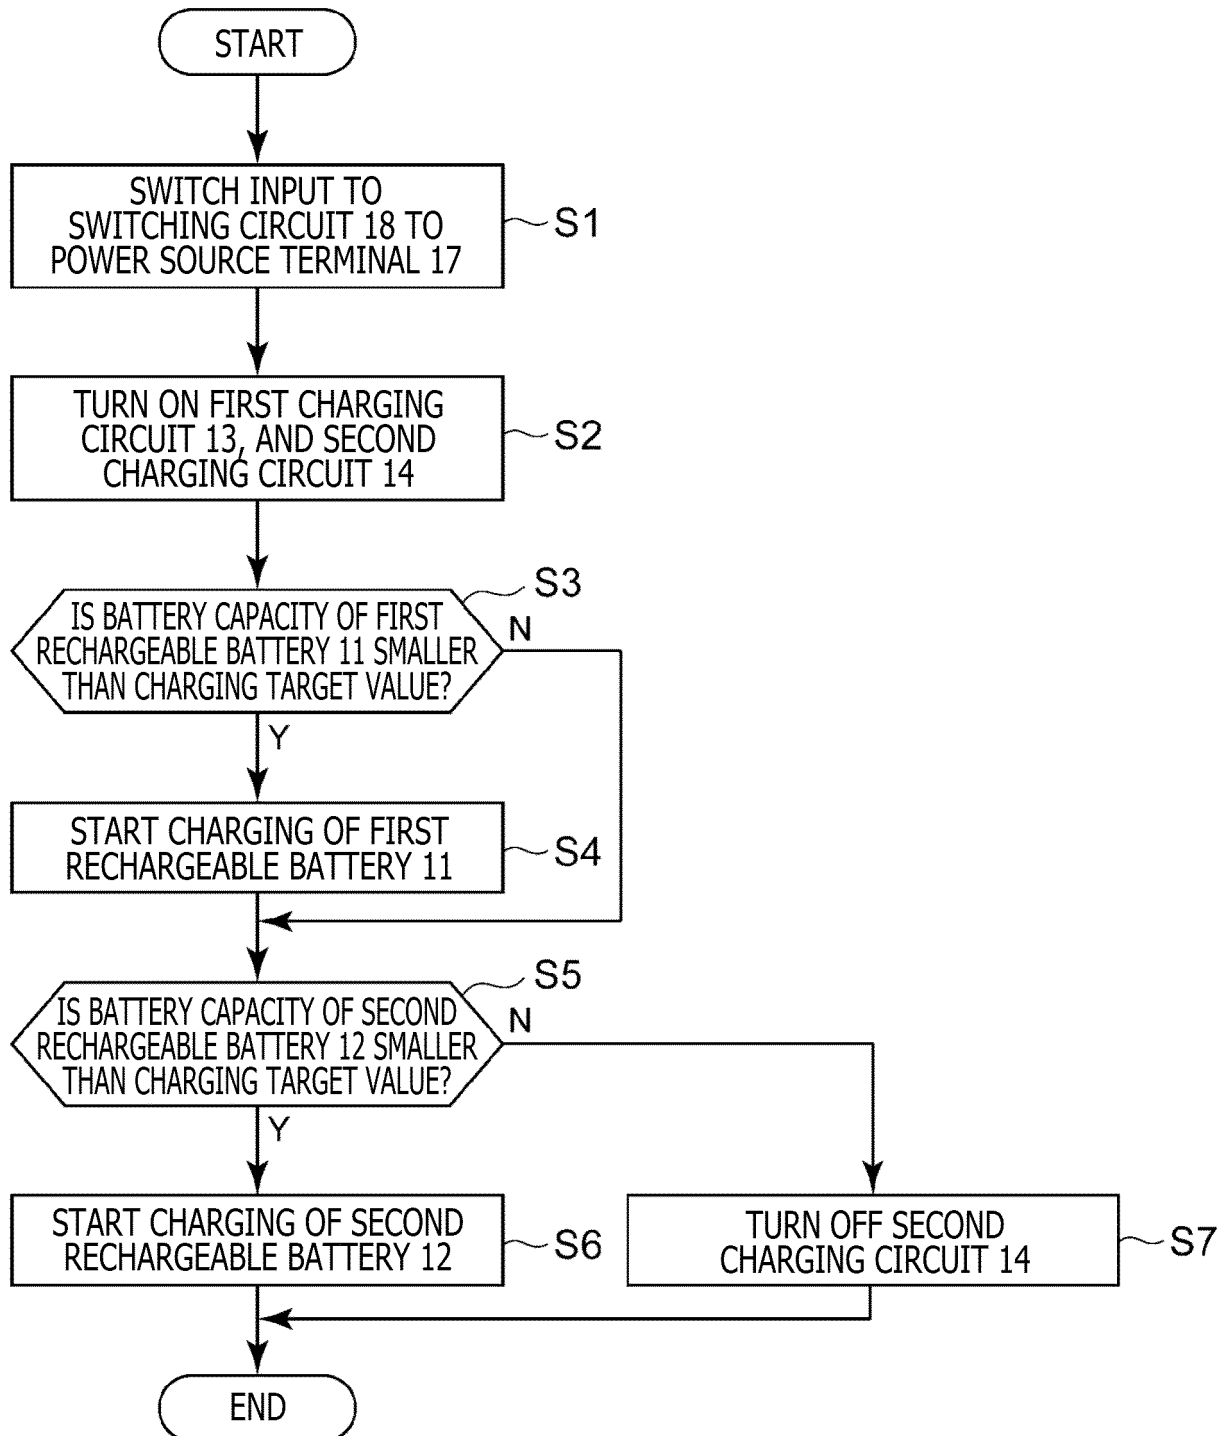 START
SWITCH INPUT TO
SWITCHING CIRCUIT 18 TO
POWER SOURCE TERMINAL 17
S1
TURN ON FIRST CHARGING
CIRCUIT 13, AND SECOND
CHARGING CIRCUIT 14
S2
S3
IS BATTERY CAPACITY OF FIRST
RECHARGEABLE BATTERY 11 SMALLER
THAN CHARGING TARGET VALUE?
N
Y
START CHARGING OF FIRST
RECHARGEABLE BATTERY 11
S4
S5
IS BATTERY CAPACITY OF SECOND
RECHARGEABLE BATTERY 12 SMALLER
THAN CHARGING TARGET VALUE?
N
Y
START CHARGING OF SECOND
RECHARGEABLE BATTERY 12
S6
TURN OFF SECOND
CHARGING CIRCUIT 14
S7
END